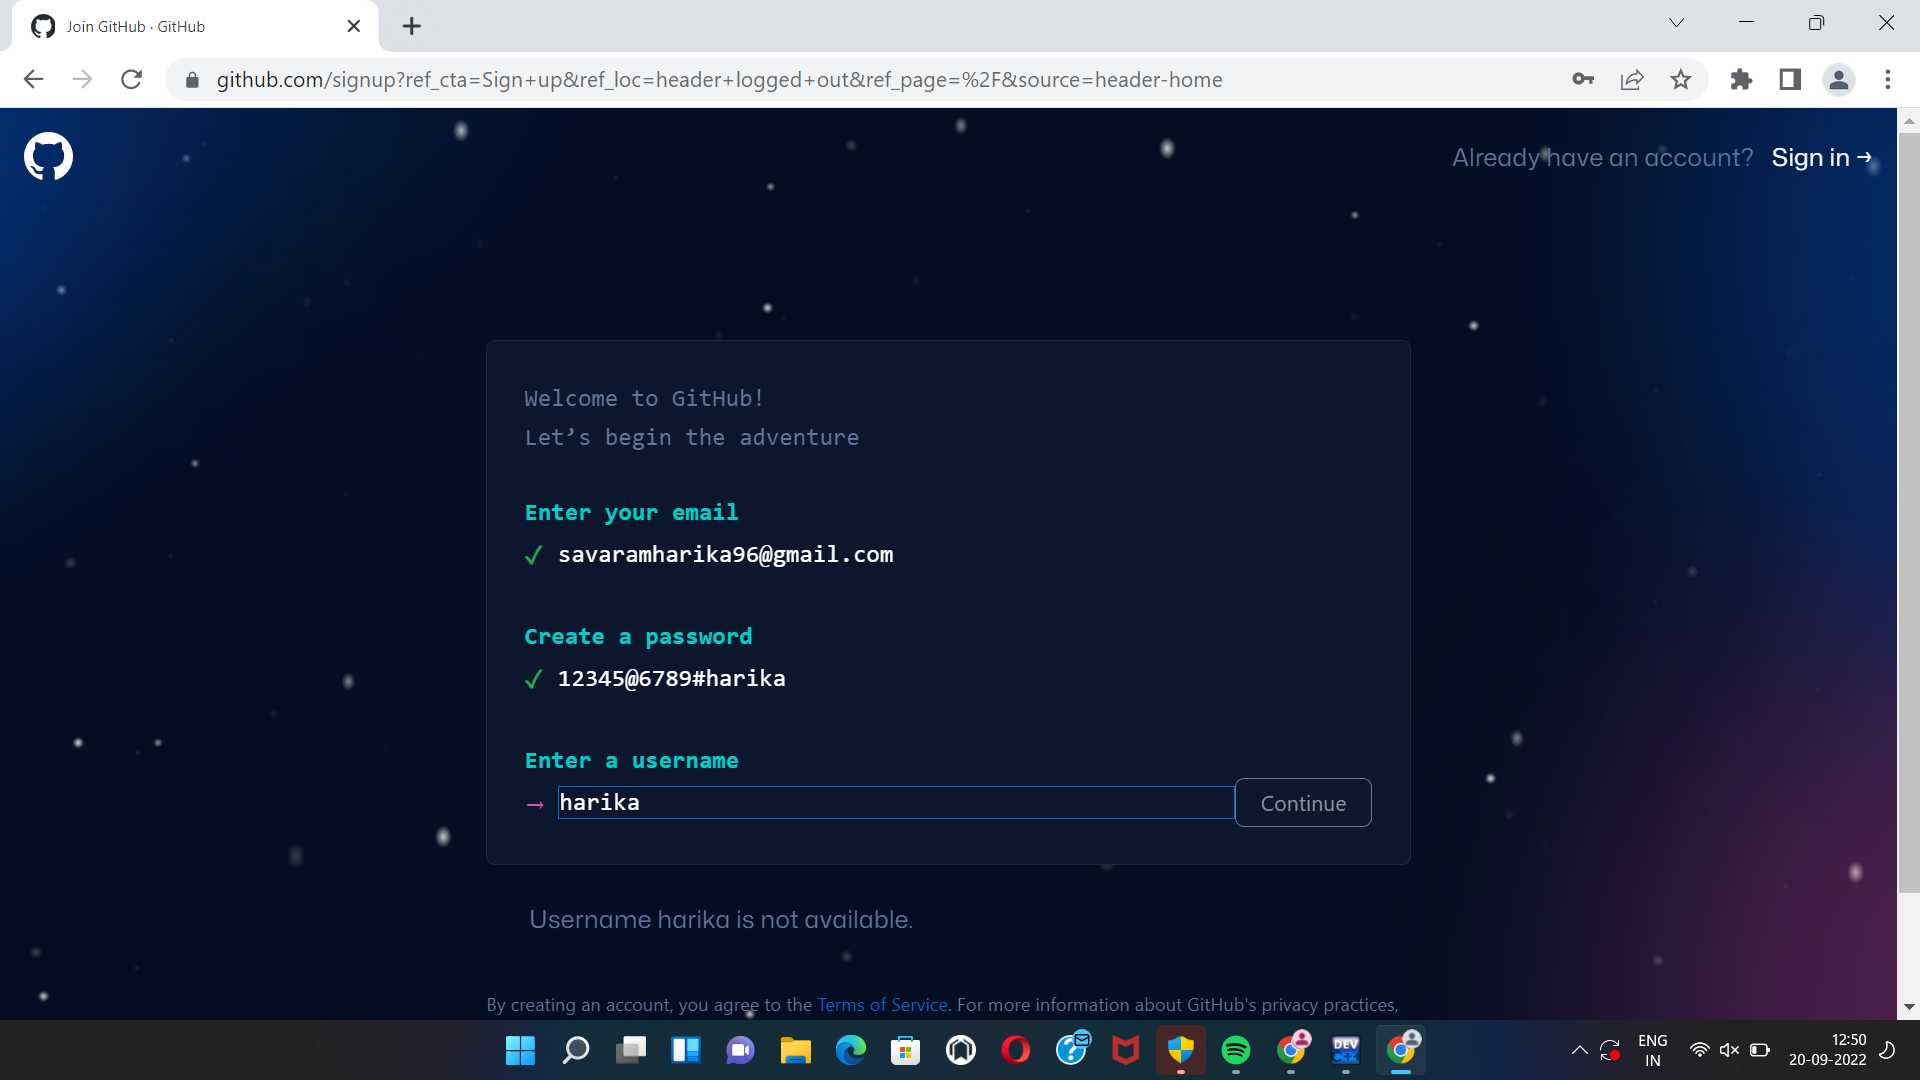 Join GitHub · GitHub
github.com/signup?ref_cta=Sign+up&ref_loc=header+logged+out&ref_page=%2F&source=header-home
Already have an account? Sign in →
Welcome to GitHub!
Let’s begin the adventure
Enter your email
✓ savaramharika96@gmail.com
Create a password
✓ 12345@6789#harika
Enter a username
→ harika
Continue
Username harika is not available.
By creating an account, you agree to the Terms of Service. For more information about GitHub's privacy practices,
DEV
C++
ENG
IN
12:50
20-09-2022